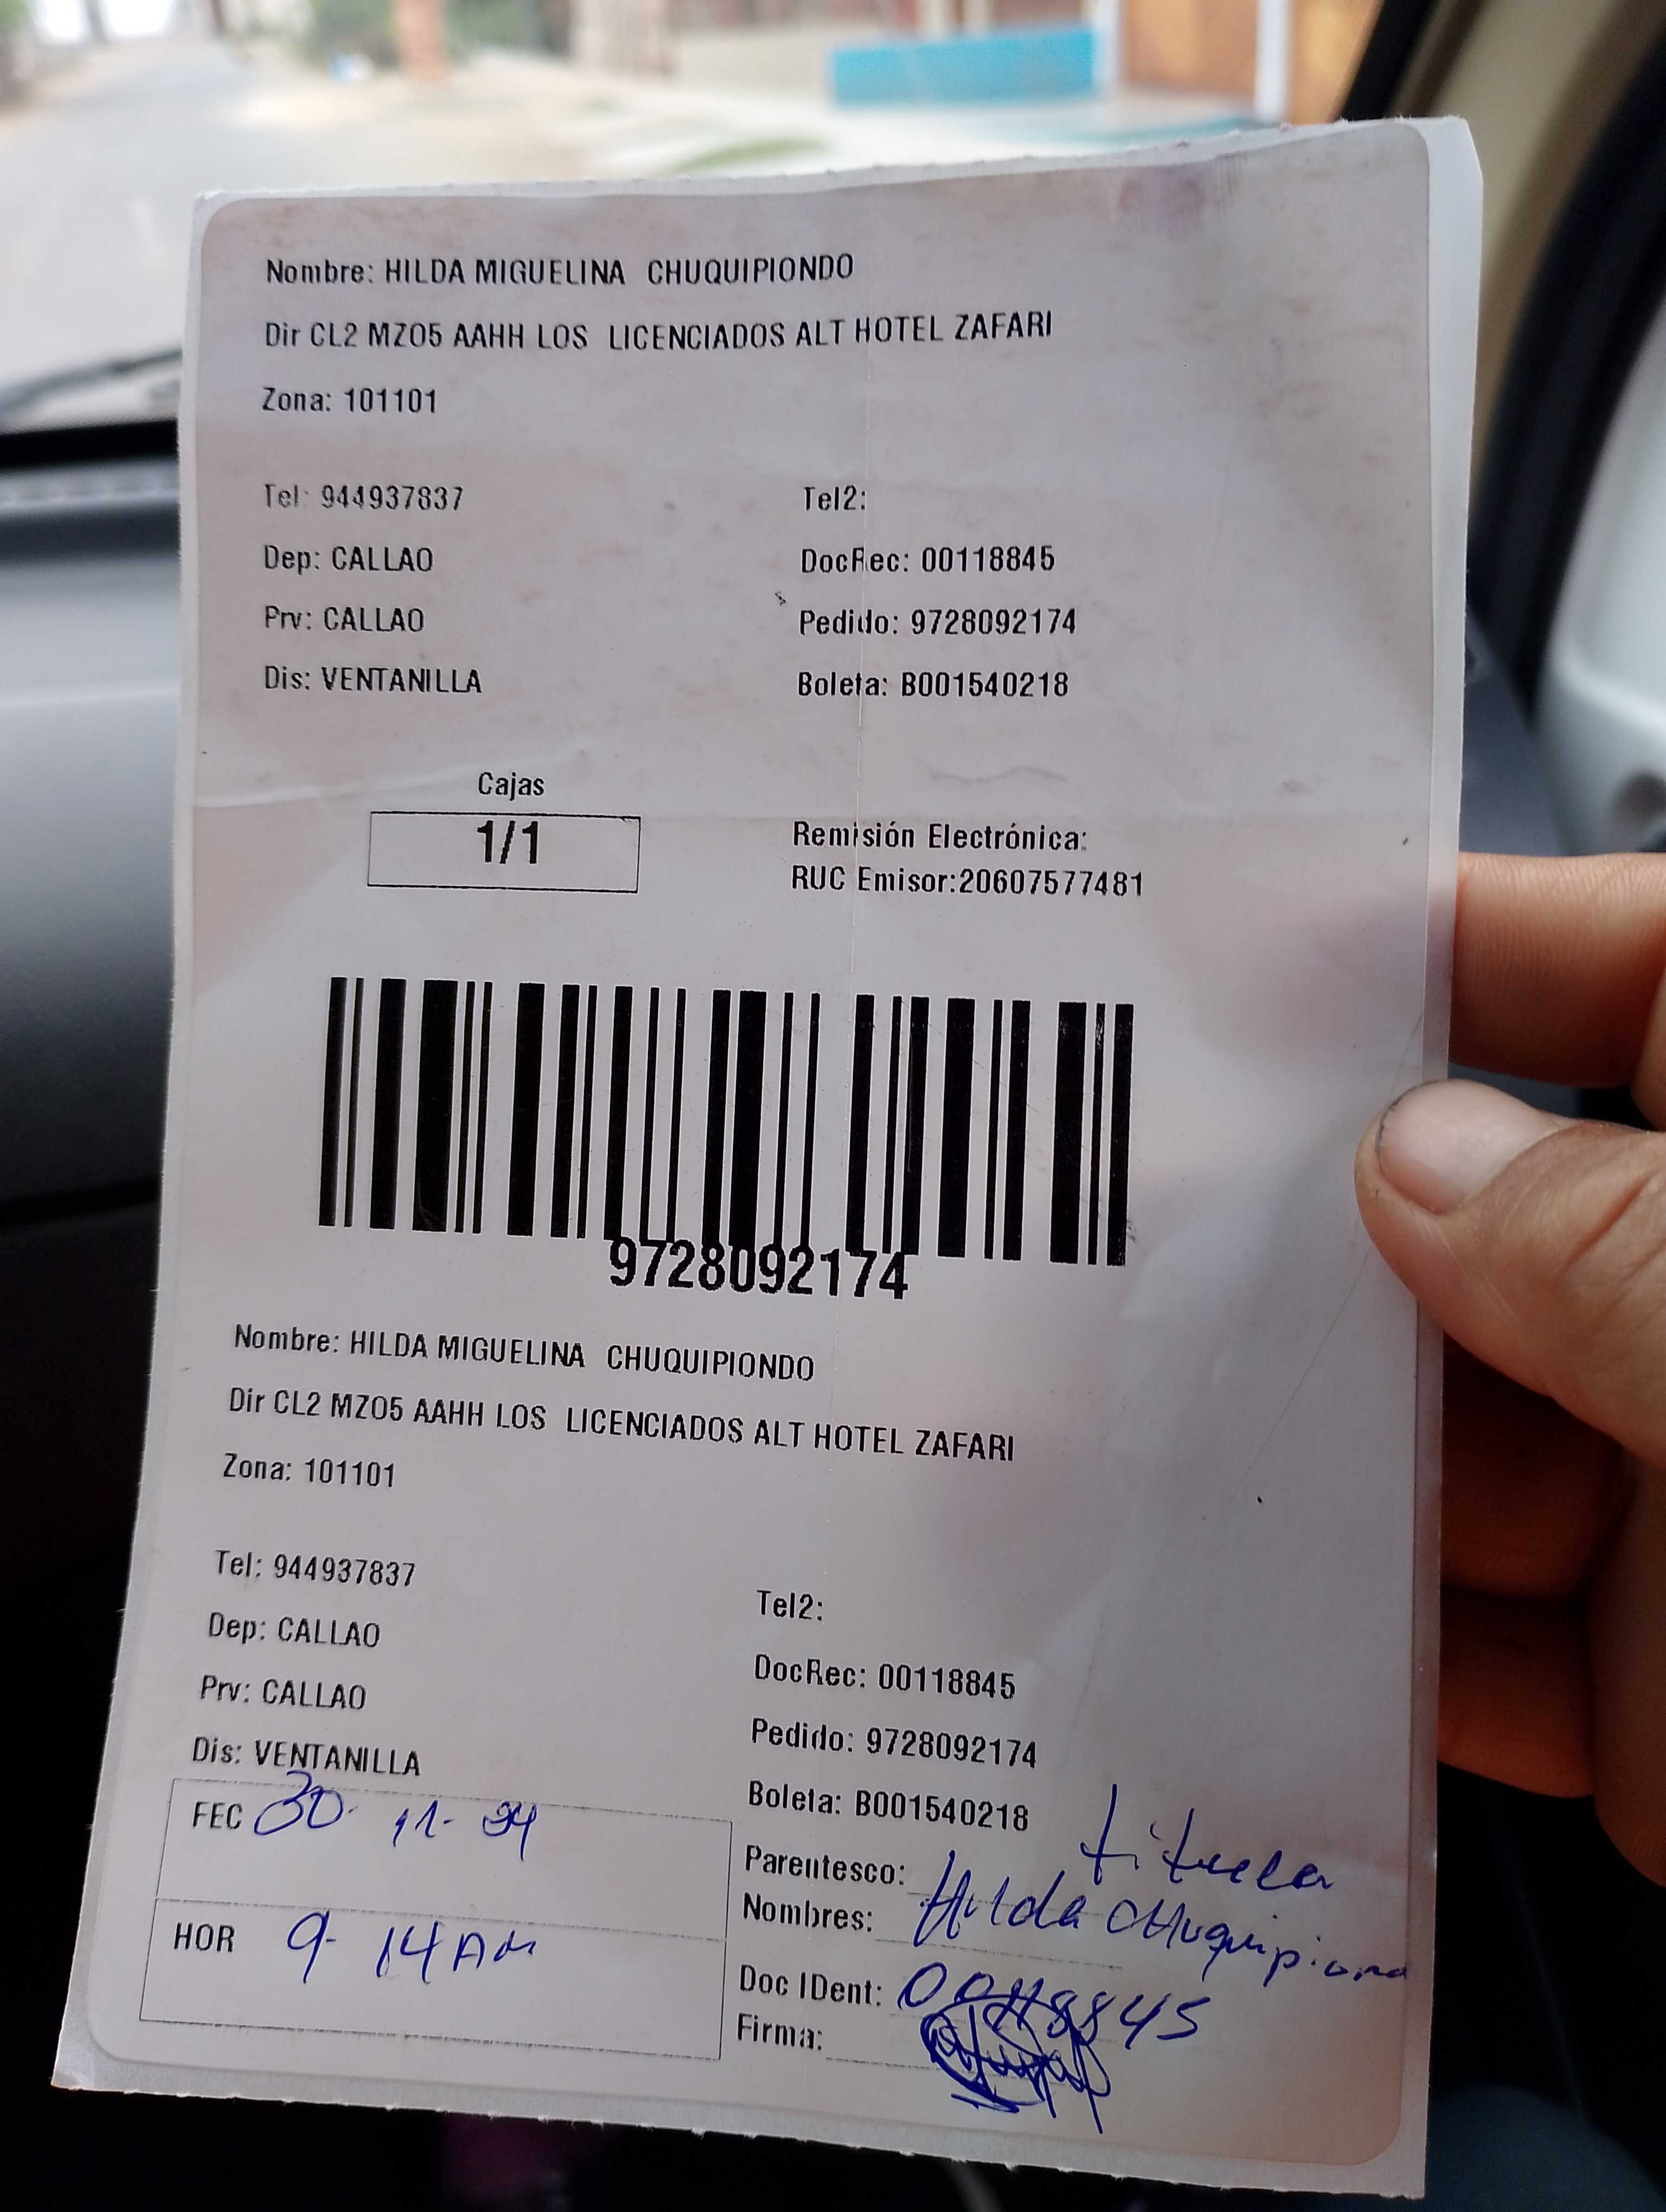 Nombre: HILDA MIGUELINA CHUQUIPIONDO
Dir CL2 MZO5 AAHH LOS LICENCIADOS ALT HOTEL ZAFARI
Zona: 101101
Tel: 944937837 Tel2:
Dep: CALLAO DocRec: 00118845
Prv: CALLAO Pedido: 9728092174
Dis: VENTANILLA Boleta: B001540218
Cajas
1/1
Remisión Electrónica:
RUC Emisor:20607577481
9728092174
Nombre: HILDA MIGUELINA CHUQUIPIONDO
Dir CL2 MZO5 AAHH LOS LICENCIADOS ALT HOTEL ZAFARI
Zona: 101101
Tel: 944937837 Tel2:
Dep: CALLAO DocRec: 00118845
Prv: CALLAO Pedido: 9728092174
Dis: VENTANILLA Boleta: B001540218
FEC 30. 11- 24
HOR 9- 14 AM
Parentesco: titular
Nombres: Hilda Chuquipiondo
Doc IDent: 00118845
Firma: